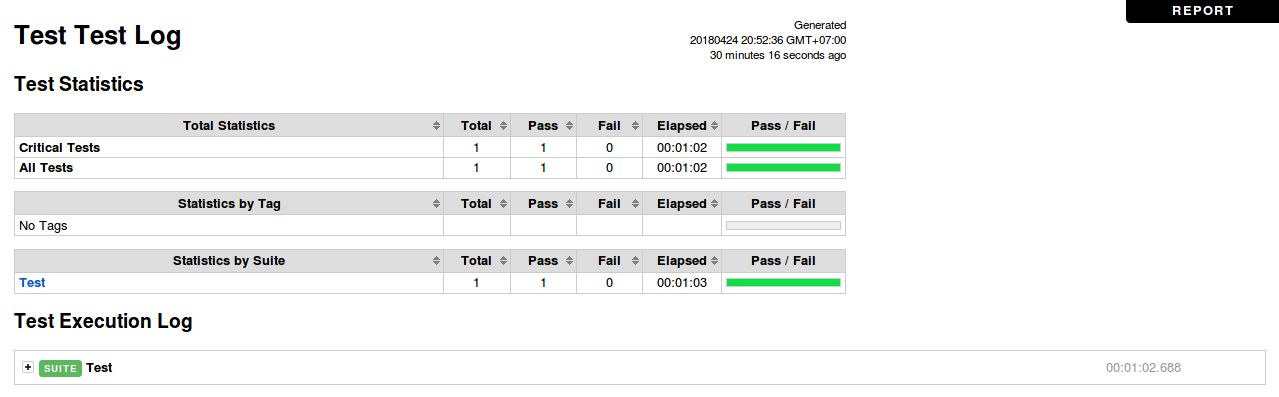 REPORT
Test Test Log
Generated
20180424 20:52:36 GMT+07:00
30 minutes 16 seconds ago
Test Statistics
Total Statistics Total Pass Fail Elapsed Pass / Fail
Critical Tests 1 1 0 00:01:02
All Tests 1 1 0 00:01:02
Statistics by Tag Total Pass Fail Elapsed Pass / Fail
No Tags
Statistics by Suite Total Pass Fail Elapsed Pass / Fail
Test 1 1 0 00:01:03
Test Execution Log
+ SUITE Test 00:01:02.688